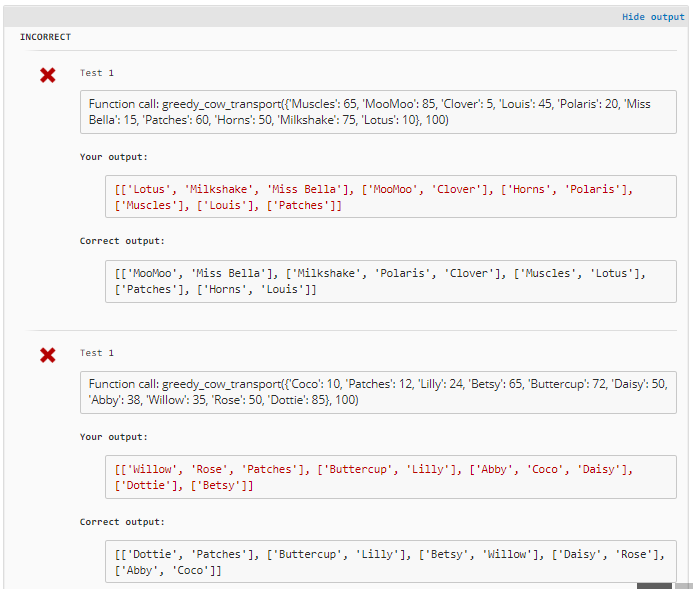 Hide output
INCORRECT
Test 1
Function call: greedy_cow_transport({'Muscles': 65, 'MooMoo': 85, 'Clover': 5, 'Louis': 45, 'Polaris': 20, 'Miss
Bella': 15, 'Patches': 60, 'Horns': 50, 'Milkshake': 75, 'Lotus': 10}, 100)
Your output:
[['Lotus', 'Milkshake', 'Miss Bella'], ['MooMoo', 'Clover'], ['Horns', 'Polaris'],
['Muscles'], ['Louis'], ['Patches']]
Correct output:
[['MooMoo', 'Miss Bella'], ['Milkshake', 'Polaris', 'Clover'], ['Muscles', 'Lotus'],
['Patches'], ['Horns', 'Louis']]
Test 1
Function call: greedy_cow_transport({'Coco': 10, 'Patches': 12, 'Lilly': 24, 'Betsy': 65, 'Buttercup': 72, 'Daisy': 50,
'Abby': 38, 'Willow': 35, 'Rose': 50, 'Dottie': 85}, 100)
Your output:
[['Willow', 'Rose', 'Patches'], ['Buttercup', 'Lilly'], ['Abby', 'Coco', 'Daisy'],
['Dottie'], ['Betsy']]
Correct output:
[['Dottie', 'Patches'], ['Buttercup', 'Lilly'], ['Betsy', 'Willow'], ['Daisy', 'Rose'],
['Abby', 'Coco']]